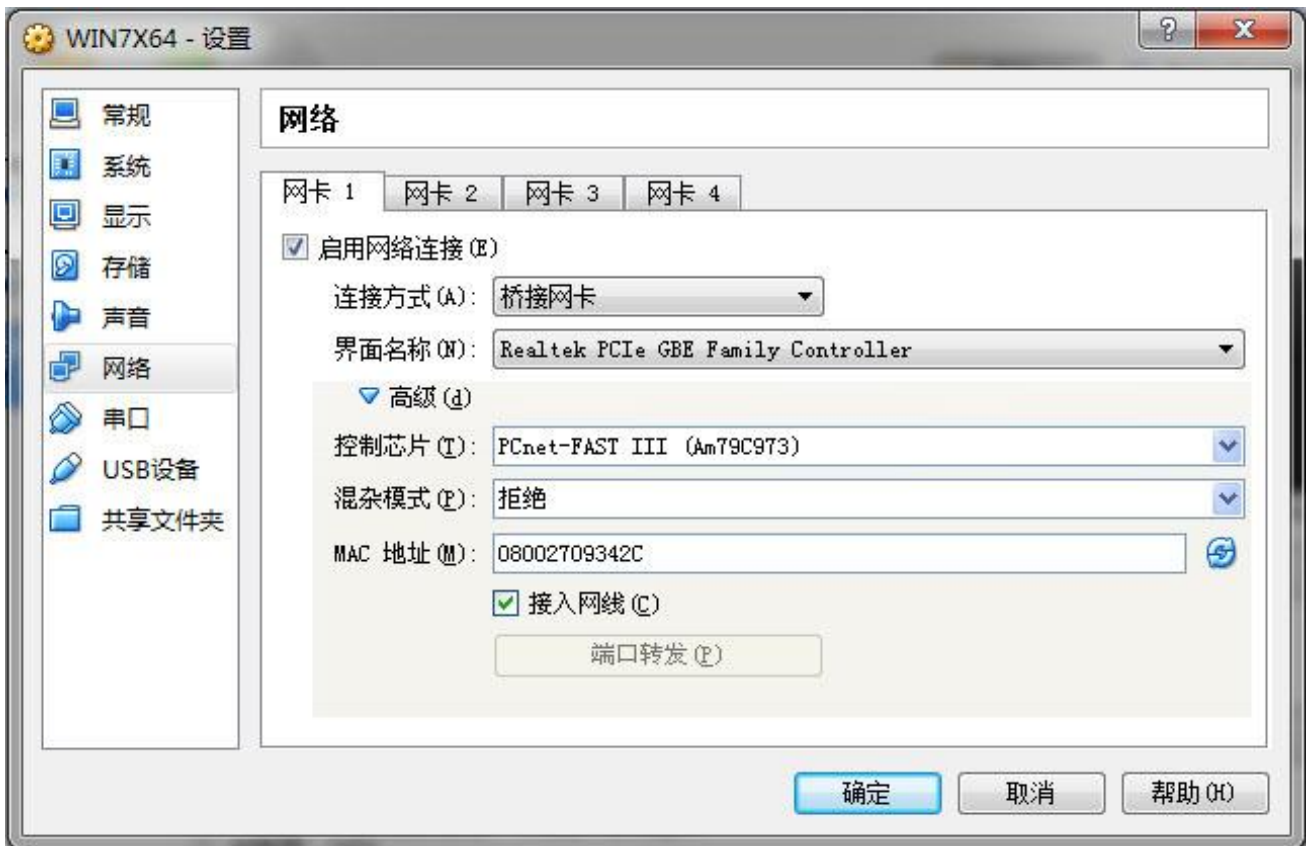 WIN7X64 - 设置
?
X
常规
系统
显示
存储
声音
网络
串口
USB设备
共享文件夹
网络
网卡 1
网卡 2
网卡 3
网卡 4
启用网络连接(E)
连接方式(A): 桥接网卡
界面名称(N): Realtek PCIe GBE Family Controller
高级(d)
控制芯片(T): PCnet-FAST III (Am79C973)
混杂模式(P): 拒绝
MAC 地址(M): 08002709342C
接入网线(C)
端口转发(P)
确定
取消
帮助(H)